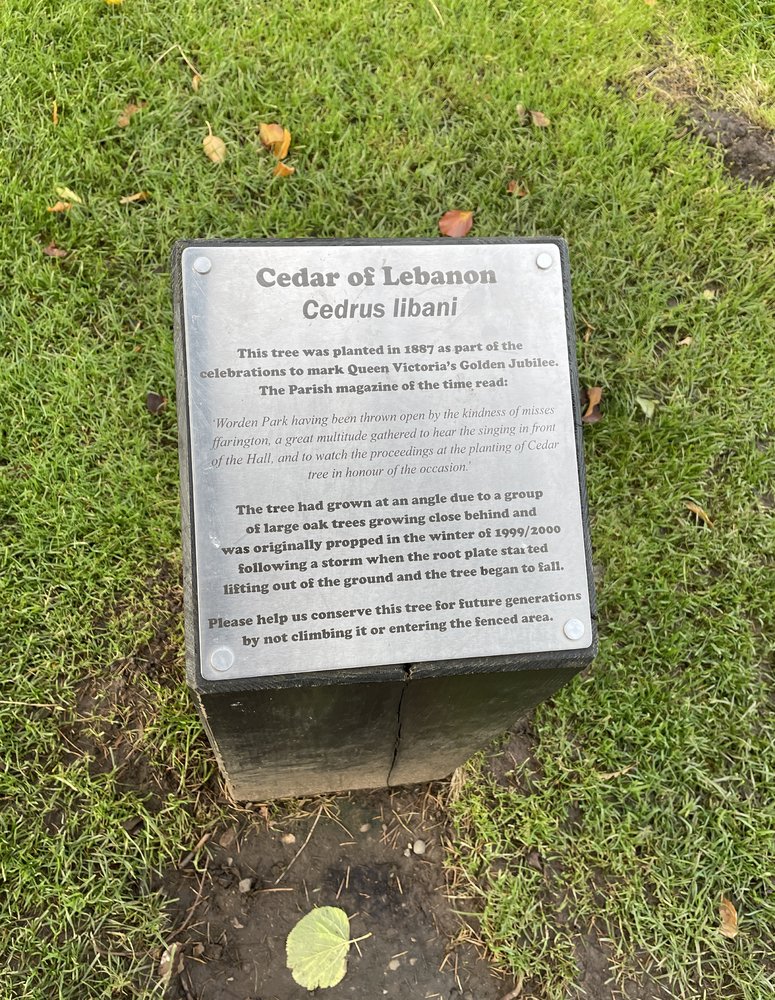 Cedar of Lebanon
Cedrus libani
This tree was planted in 1887 as part of the
celebrations to mark Queen Victoria's Golden Jubilee.
The Parish magazine of the time read:
'Worden Park having been thrown open by the kindness of misses
ffarington, a great multitude gathered to hear the singing in front
of the Hall, and to watch the proceedings at the planting of Cedar
tree in honour of the occasion.'
The tree had grown at an angle due to a group
of large oak trees growing close behind and
was originally propped in the winter of 1999/2000
following a storm when the root plate started
lifting out of the ground and the tree began to fall.
Please help us conserve this tree for future generations
by not climbing it or entering the fenced area.